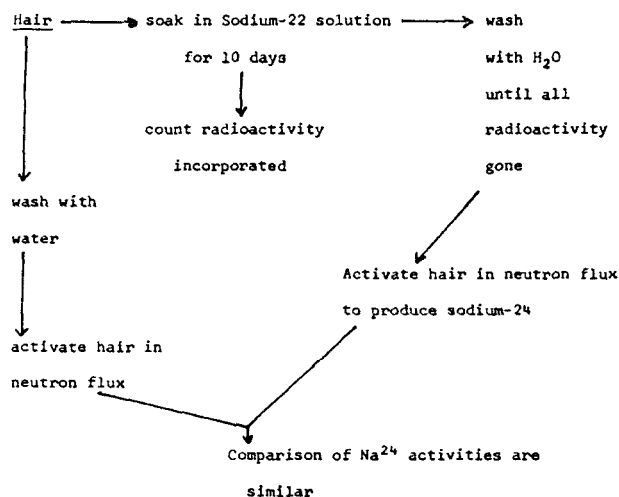 Hair
soak in Sodium-22 solution
for 10 days
count radioactivity
incorporated
wash
with H₂O
until all
radioactivity
gone
wash with
water
activate hair in
neutron flux
Activate hair in neutron flux
to produce sodium-24
Comparison of Na²⁴ activities are
similar